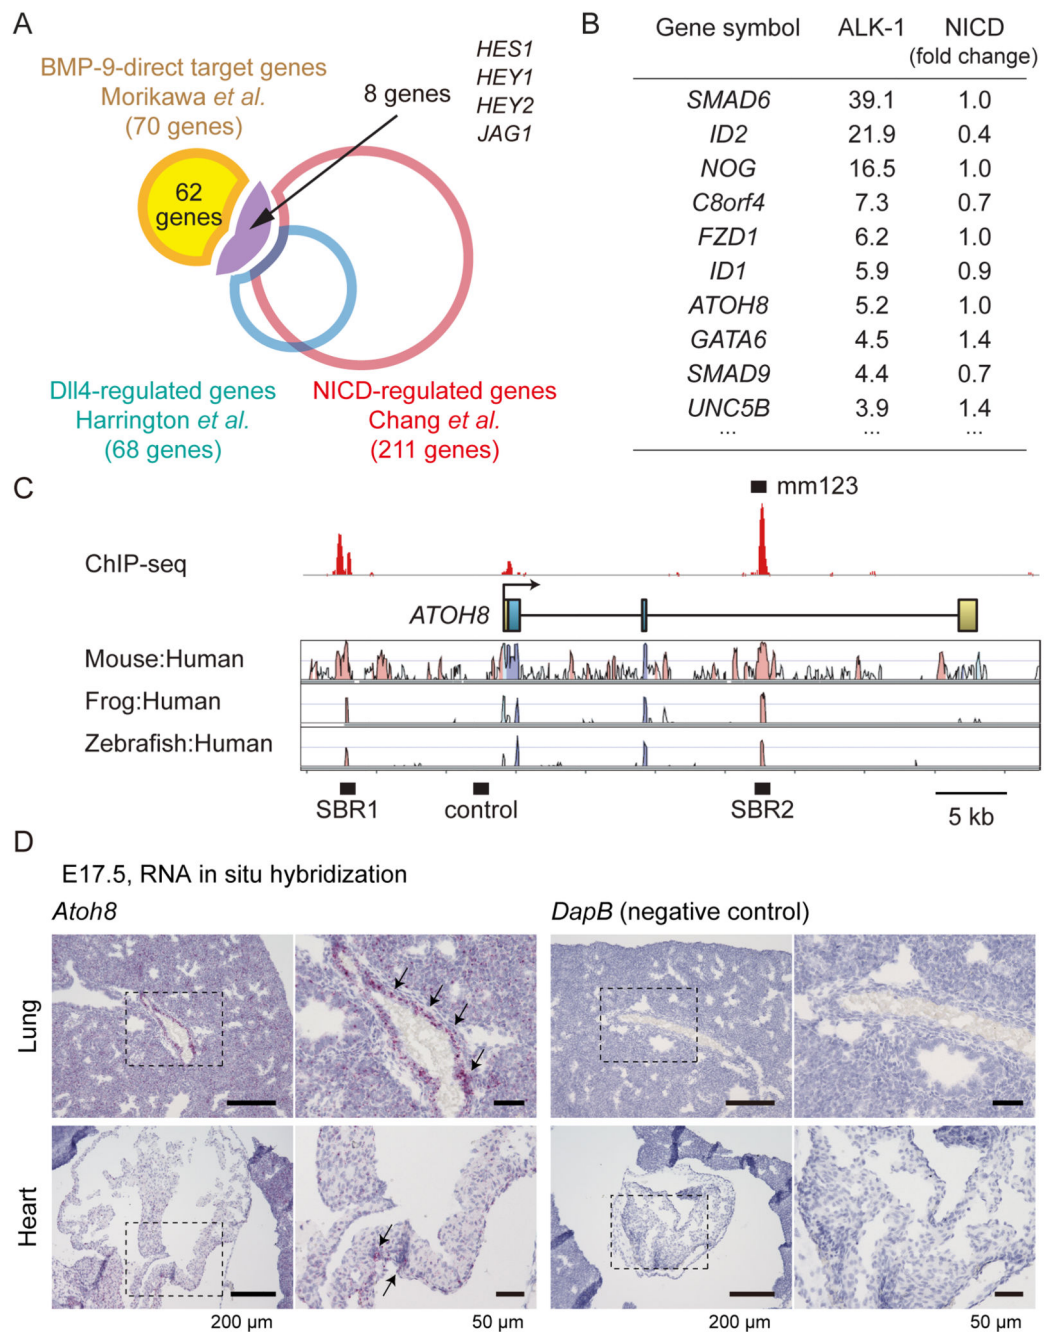 A
BMP-9-direct target genes
Morikawa et al.
(70 genes)
62
genes
8 genes
HES1
HEY1
HEY2
JAG1
Dll4-regulated genes
Harrington et al.
(68 genes)
NICD-regulated genes
Chang et al.
(211 genes)
B
Gene symbol ALK-1 NICD
(fold change)
SMAD6 39.1 1.0
ID2 21.9 0.4
NOG 16.5 1.0
C8orf4 7.3 0.7
FZD1 6.2 1.0
ID1 5.9 0.9
ATOH8 5.2 1.0
GATA6 4.5 1.4
SMAD9 4.4 0.7
UNC5B 3.9 1.4
... ... ...
C
mm123
ChIP-seq
ATOH8
Mouse:Human
Frog:Human
Zebrafish:Human
SBR1 control SBR2 5 kb
D
E17.5, RNA in situ hybridization
Atoh8 DapB (negative control)
Lung
Heart
200 µm 50 µm 200 µm 50 µm